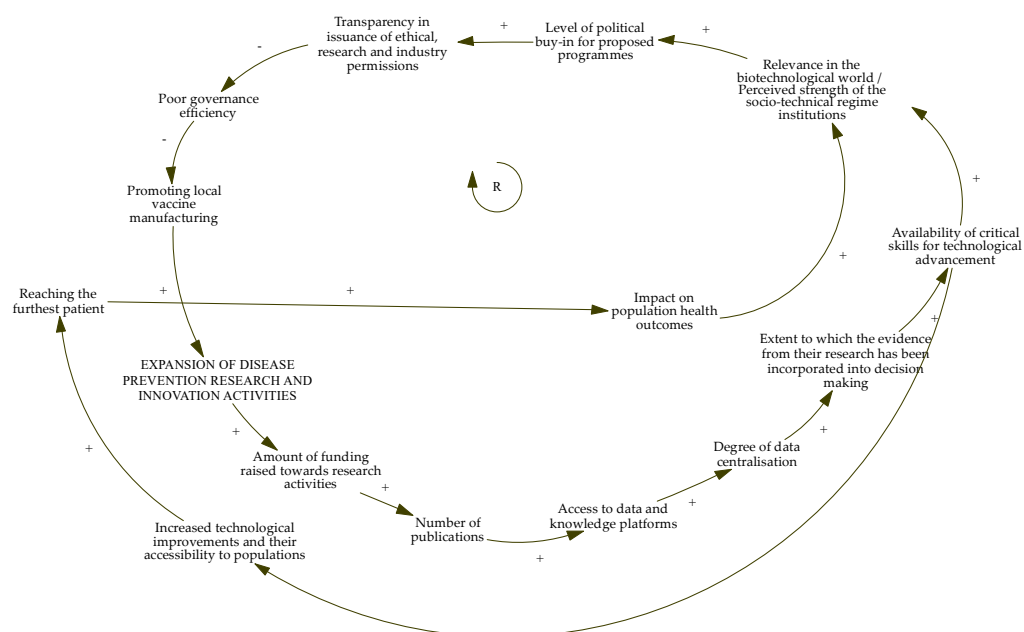 Transparency in
issuance of ethical,
research and industry
permissions
+
Level of political
buy-in for proposed
programmes
+
Relevance in the
biotechnological world /
Perceived strength of the
socio-technical regime
institutions
-
Poor governance
efficiency
-
Promoting local
vaccine
manufacturing
R
+
Availability of critical
skills for technological
advancement
+
Reaching the
furthest patient
+
+
Impact on
population health
outcomes
+
Extent to which the evidence
from their research has been
incorporated into decision
making
EXPANSION OF DISEASE
PREVENTION RESEARCH AND
INNOVATION ACTIVITIES
+
+
+
Degree of data
centralisation
Amount of funding
raised towards research
activities
+
+
Access to data and
knowledge platforms
Number of
publications
+
Increased technological
improvements and their
accessibility to populations